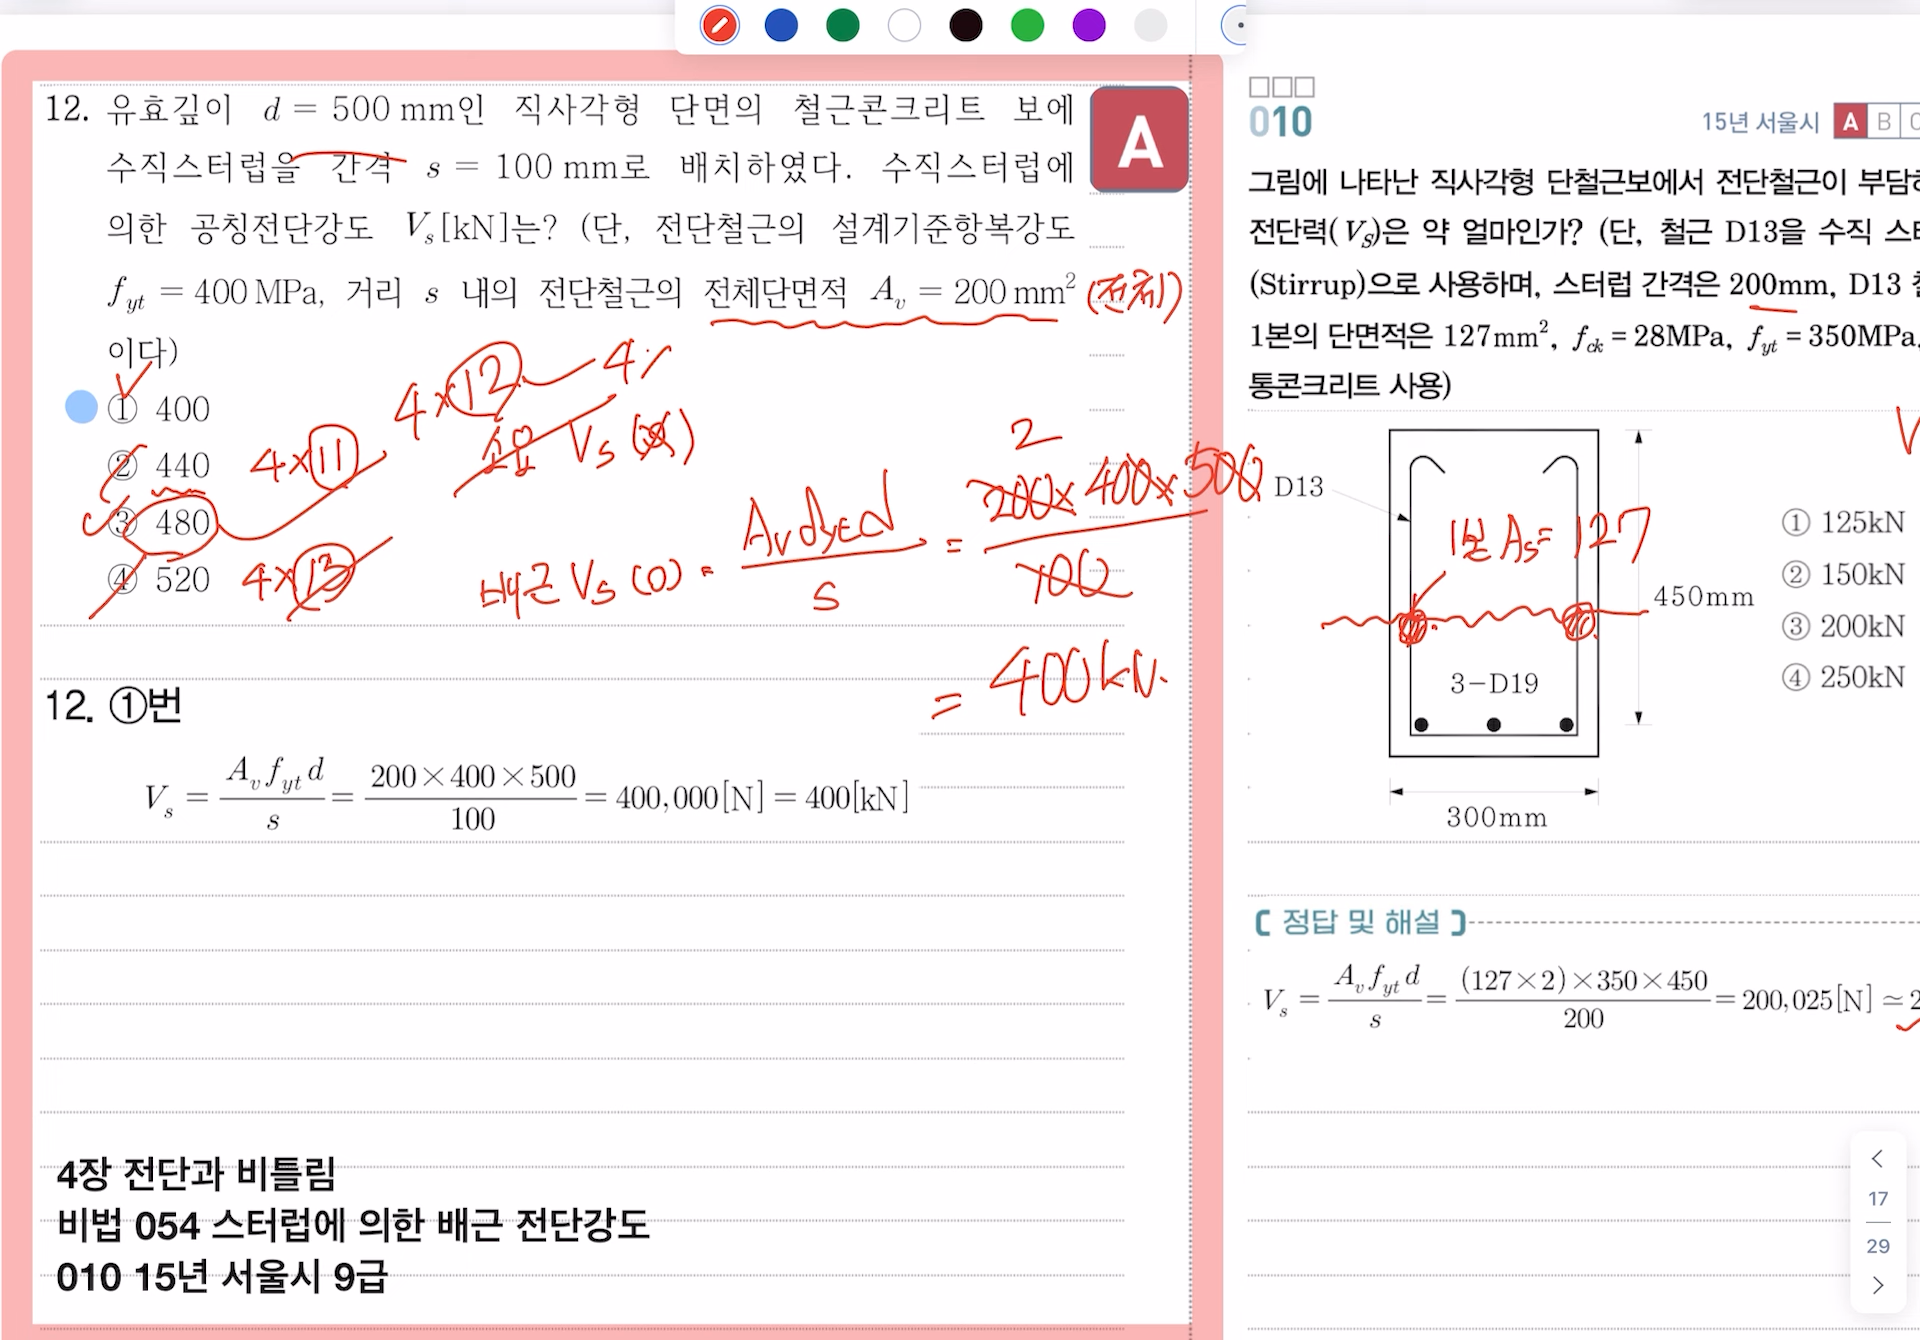 12. 유효깊이 d = 500 mm인 직사각형 단면의 철근콘크리트 보에
수직스터럽을 간격 s = 100 mm로 배치하였다. 수직스터럽에
의한 공칭전단강도 Vs[kN]는? (단, 전단철근의 설계기준항복강도
fyt = 400 MPa, 거리 s 내의 전단철근의 전체단면적 Av = 200 mm²
이다)
A
(전체)
① 400
② 440
③ 480
④ 520
4×12
4%
4×11
4×13
소요 Vs (X)
배근 Vs (O) =
Av fyt d
s
=
2
200×400×500
100
= 400kN.
12. ①번
Vs = Av fyt d / s = 200×400×500 / 100 = 400,000[N] = 400[kN]
4장 전단과 비틀림
비법 054 스터럽에 의한 배근 전단강도
010 15년 서울시 9급
010
15년 서울시 A B
그림에 나타난 직사각형 단철근보에서 전단철근이
전단력(Vs)은 약 얼마인가? (단, 철근 D13을 수직
(Stirrup)으로 사용하며, 스터럽 간격은 200mm, D13
1본의 단면적은 127mm², fck = 28MPa, fyt = 350MPa,
통콘크리트 사용)
D13
1본 As = 127
450mm
3-D19
300mm
① 125kN
② 150kN
③ 200kN
④ 250kN
정답 및 해설
Vs = Av fyt d / s = (127×2)×350×450 / 200 = 200,025[N] ≃ 2
17
29